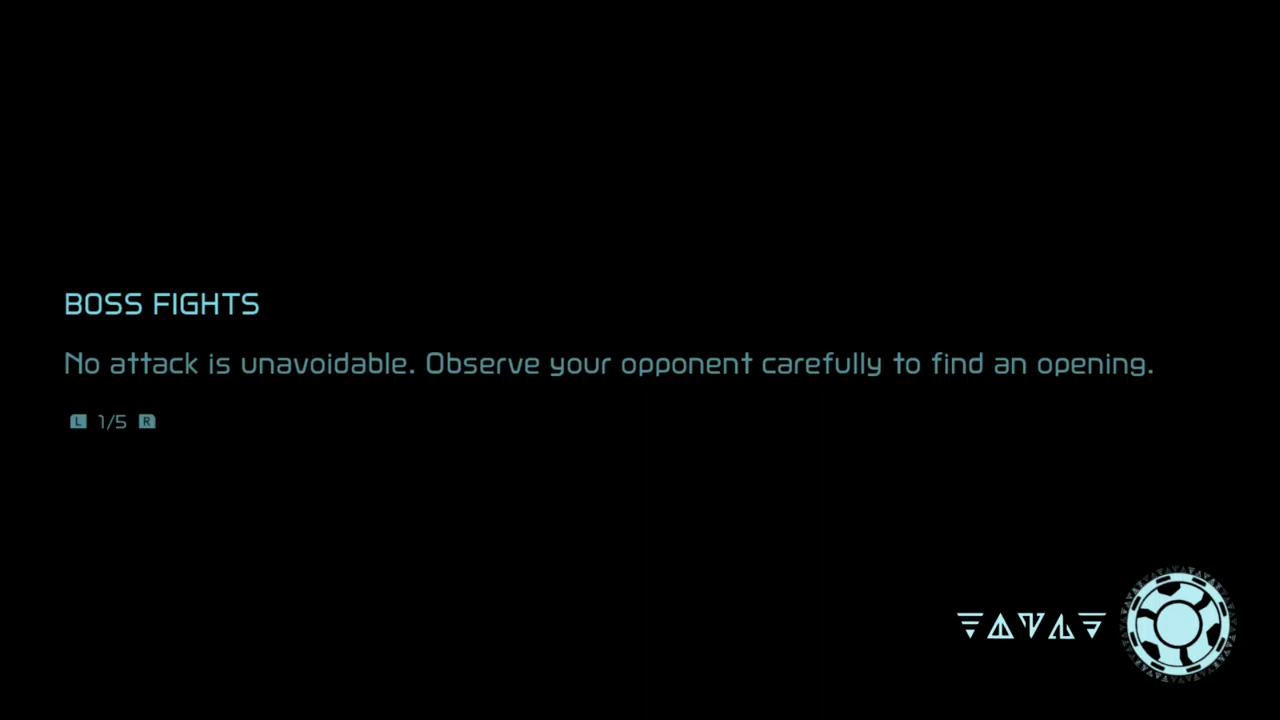 BOSS FIGHTS
No attack is unavoidable. Observe your opponent carefully to find an opening.
L 1/5 R